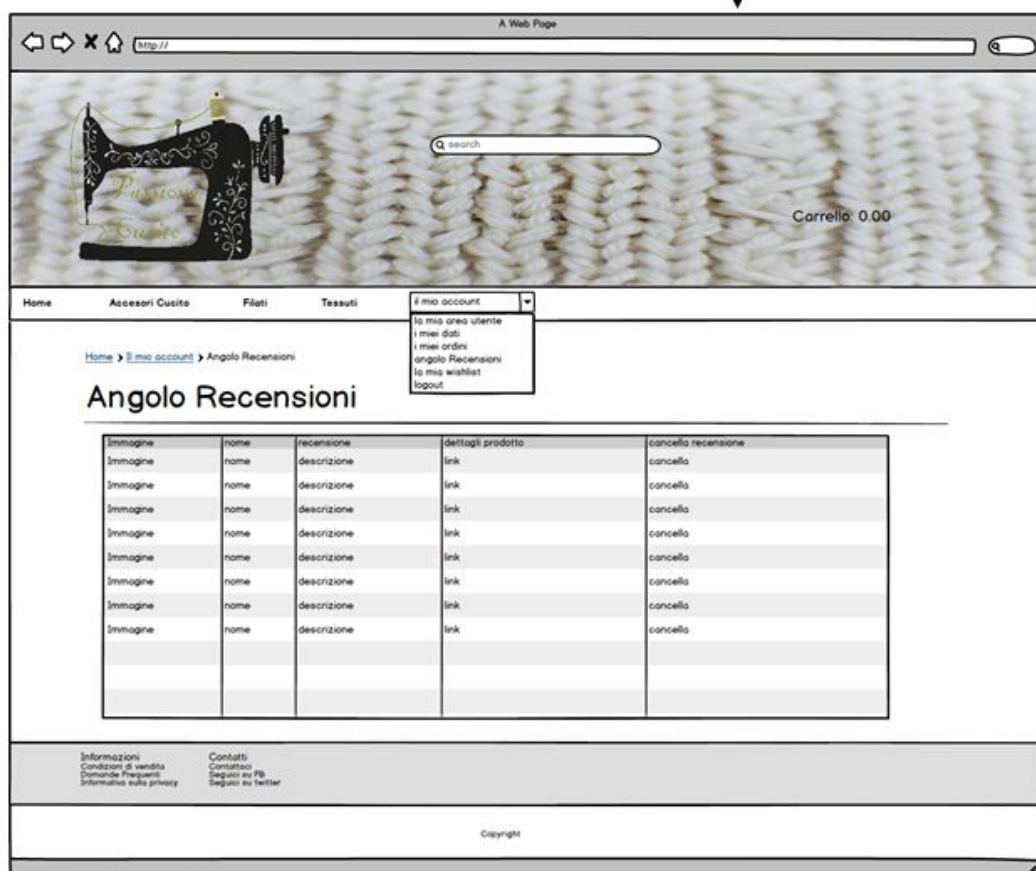 A Web Page
http://
search
Passione
Cucito
Carrello: 0.00
Home Accesori Cucito Filati Tessuti il mio account
la mia area utente
i miei dati
i miei ordini
angolo Recensioni
la mia wishlist
logout
Home Il mio account Angolo Recensioni
Angolo Recensioni
Immagine nome recensione dettagli prodotto cancella recensione
Immagine nome descrizione link cancella
Immagine nome descrizione link cancella
Immagine nome descrizione link cancella
Immagine nome descrizione link cancella
Immagine nome descrizione link cancella
Immagine nome descrizione link cancella
Immagine nome descrizione link cancella
Immagine nome descrizione link cancella
Informazioni Contatti
Condizioni di vendita Contattaci
Domande Frequenti Seguici su FB
Informativa sulla privacy Seguici su twitter
Copyright